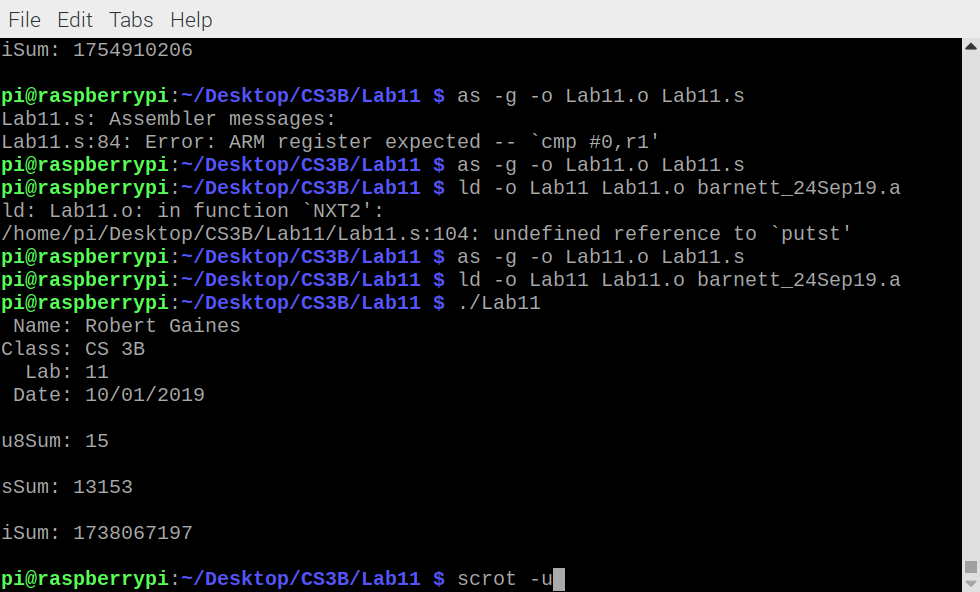 File Edit Tabs Help
iSum: 1754910206
pi@raspberrypi:~/Desktop/CS3B/Lab11 $ as -g -o Lab11.o Lab11.s
Lab11.s: Assembler messages:
Lab11.s:84: Error: ARM register expected -- `cmp #0,r1'
pi@raspberrypi:~/Desktop/CS3B/Lab11 $ as -g -o Lab11.o Lab11.s
pi@raspberrypi:~/Desktop/CS3B/Lab11 $ ld -o Lab11 Lab11.o barnett_24Sep19.a
ld: Lab11.o: in function `NXT2':
/home/pi/Desktop/CS3B/Lab11/Lab11.s:104: undefined reference to `putst'
pi@raspberrypi:~/Desktop/CS3B/Lab11 $ as -g -o Lab11.o Lab11.s
pi@raspberrypi:~/Desktop/CS3B/Lab11 $ ld -o Lab11 Lab11.o barnett_24Sep19.a
pi@raspberrypi:~/Desktop/CS3B/Lab11 $ ./Lab11
 Name: Robert Gaines
Class: CS 3B
  Lab: 11
 Date: 10/01/2019
u8Sum: 15
sSum: 13153
iSum: 1738067197
pi@raspberrypi:~/Desktop/CS3B/Lab11 $ scrot -u